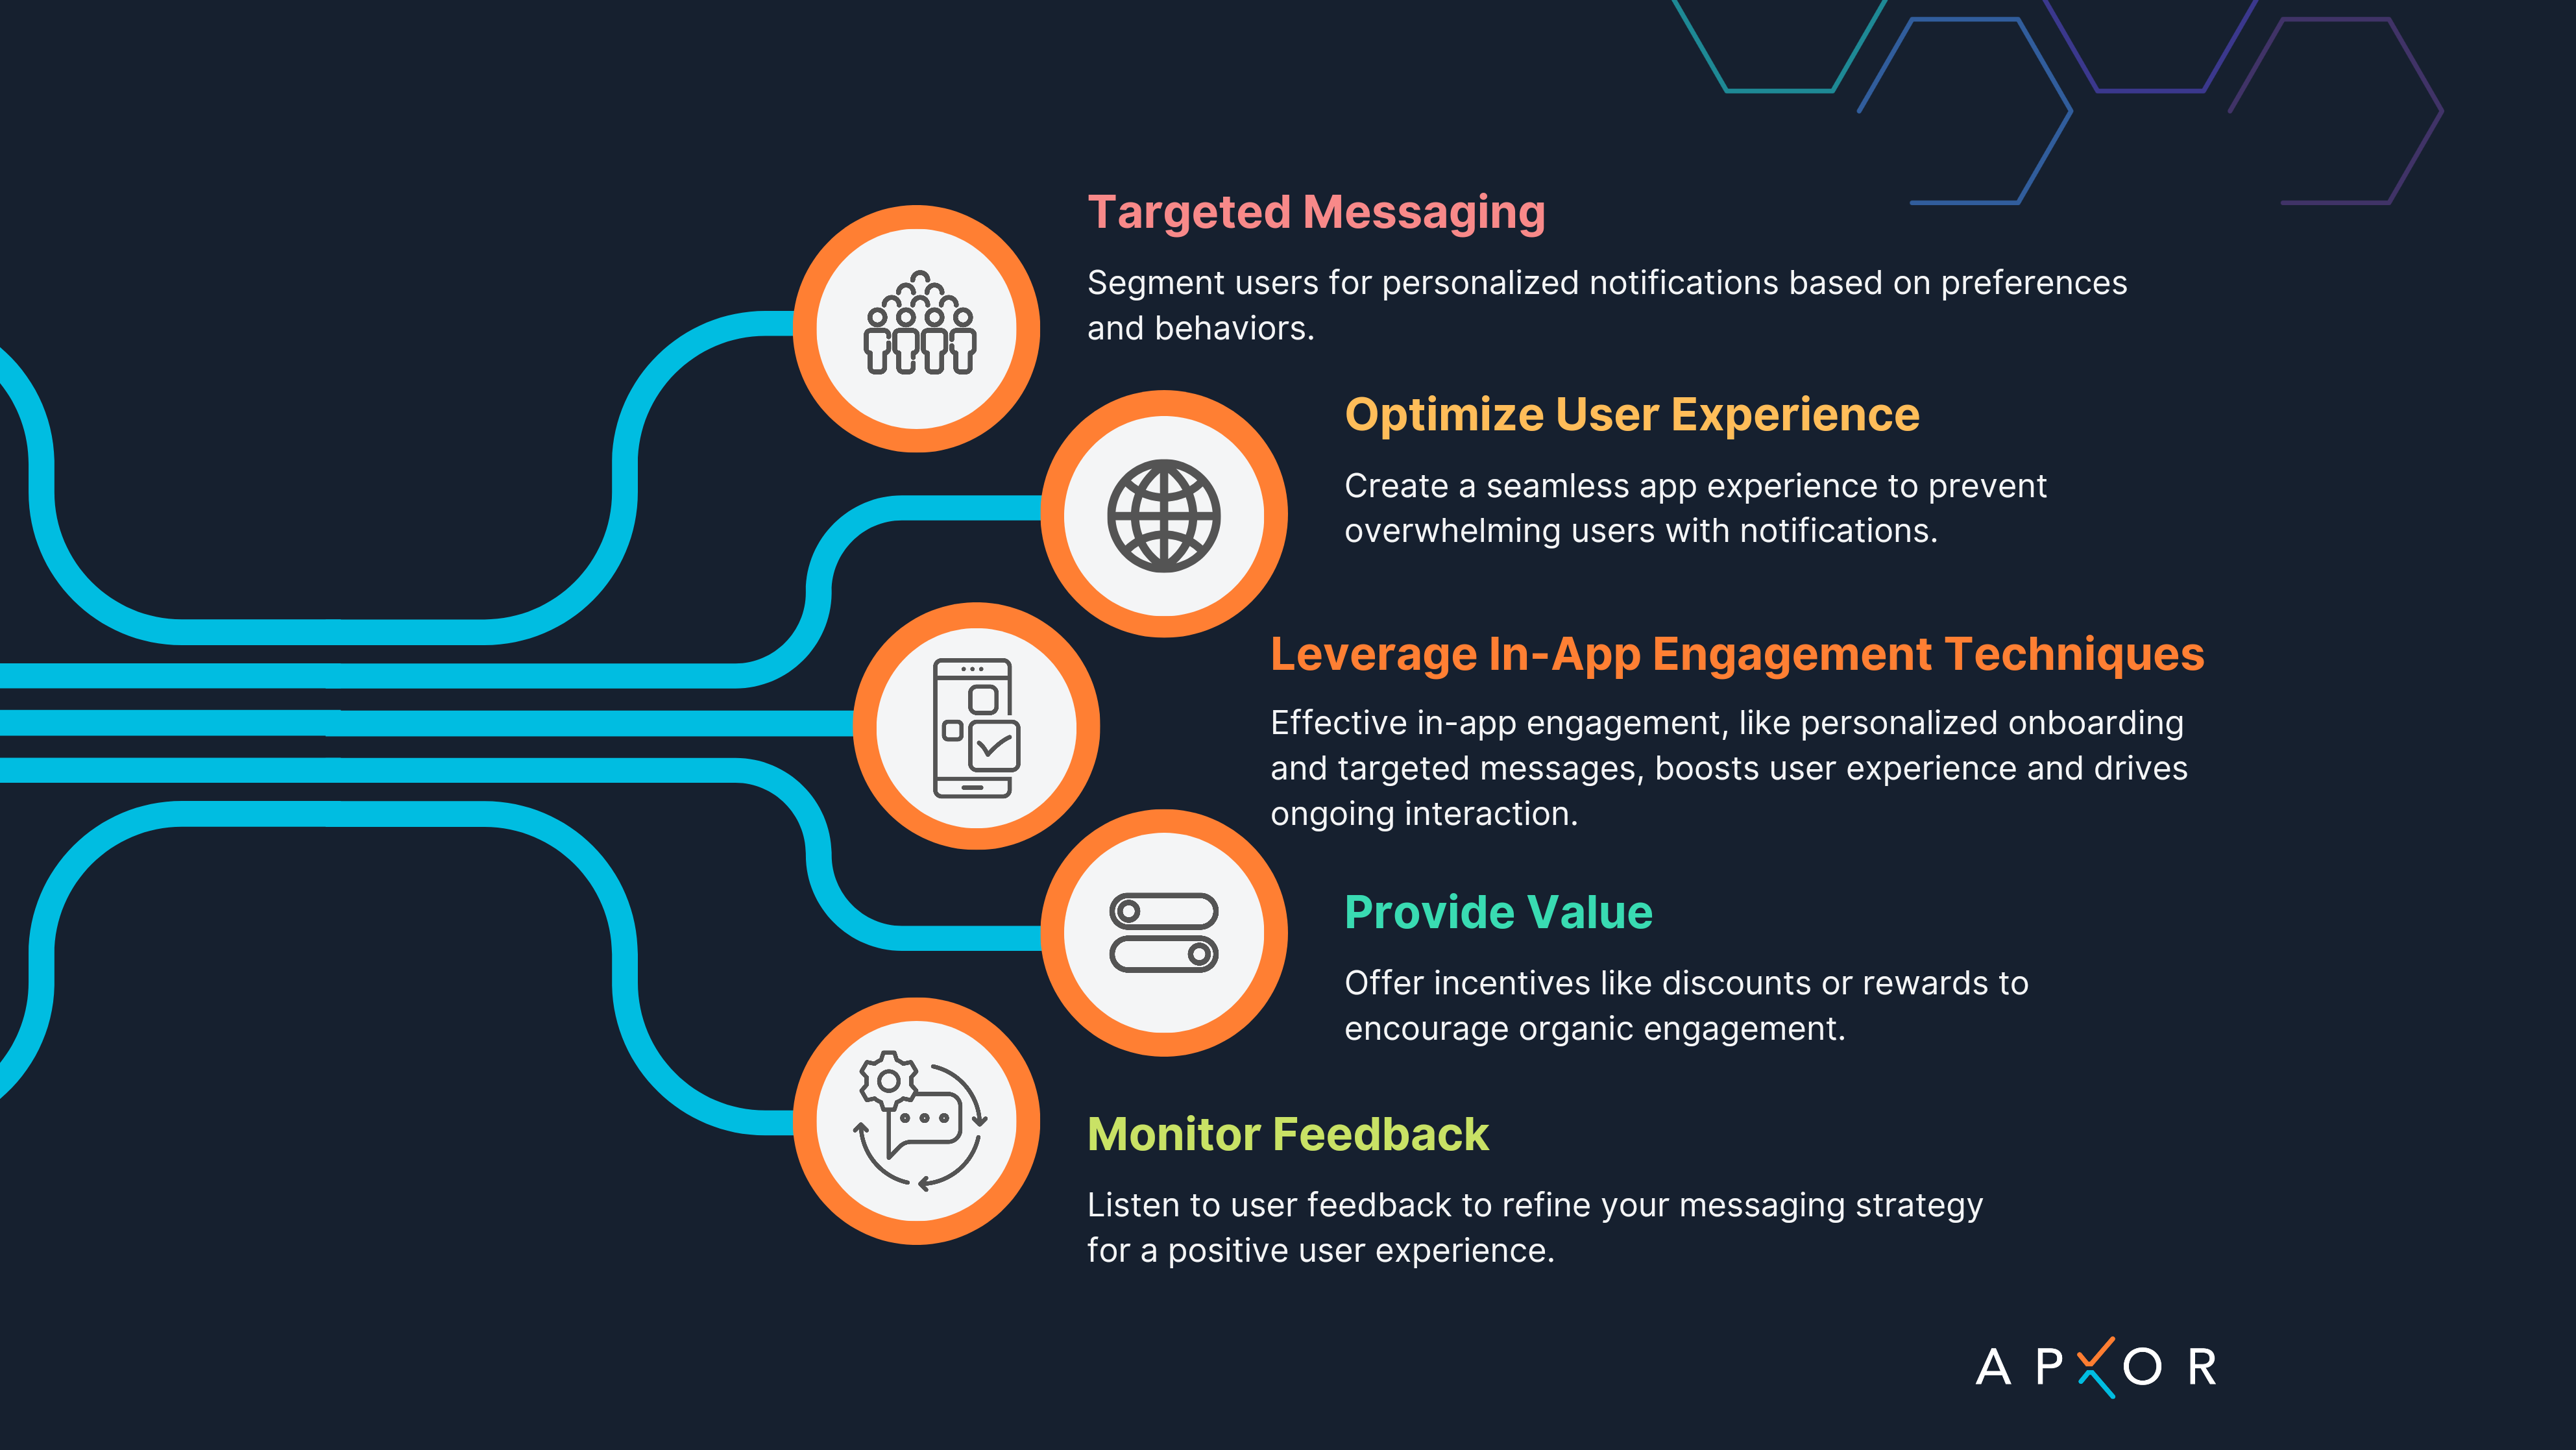 Targeted Messaging
Segment users for personalized notifications based on preferences
and behaviors.
Optimize User Experience
Create a seamless app experience to prevent
overwhelming users with notifications.
Leverage In-App Engagement Techniques
Effective in-app engagement, like personalized onboarding
and targeted messages, boosts user experience and drives
ongoing interaction.
Provide Value
Offer incentives like discounts or rewards to
encourage organic engagement.
Monitor Feedback
Listen to user feedback to refine your messaging strategy
for a positive user experience.
APXOR